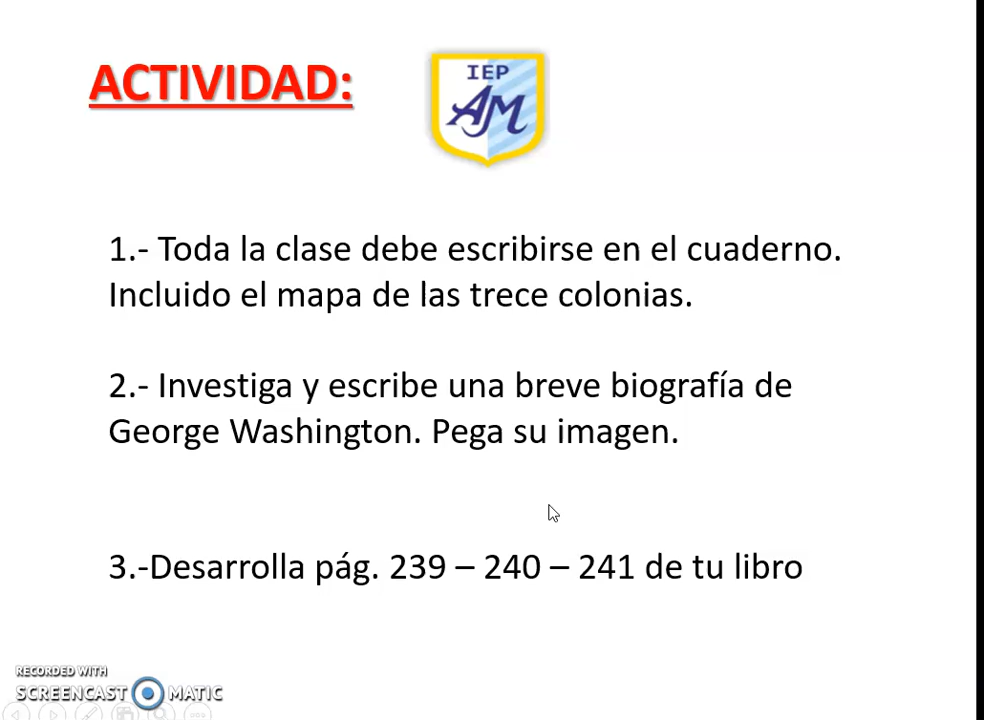 ACTIVIDAD:
IEP
AM
1.- Toda la clase debe escribirse en el cuaderno.
Incluido el mapa de las trece colonias.
2.- Investiga y escribe una breve biografía de
George Washington. Pega su imagen.
3.-Desarrolla pág. 239 – 240 – 241 de tu libro
RECORDED WITH
SCREENCAST MATIC